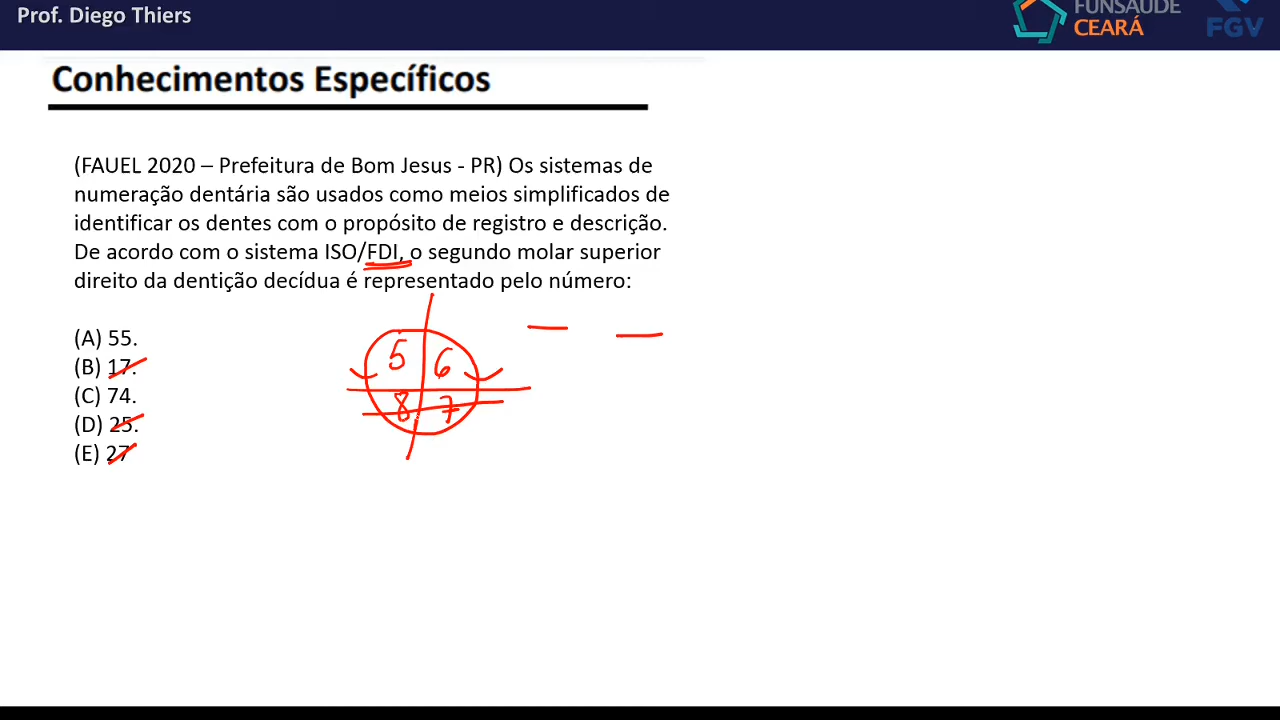 Prof. Diego Thiers
FUNSAÚDE
CEARÁ
FGV
Conhecimentos Específicos
(FAUEL 2020 – Prefeitura de Bom Jesus - PR) Os sistemas de
numeração dentária são usados como meios simplificados de
identificar os dentes com o propósito de registro e descrição.
De acordo com o sistema ISO/FDI, o segundo molar superior
direito da dentição decídua é representado pelo número:
(A) 55.
(B) 17.
(C) 74.
(D) 25.
(E) 27
5 6
8 7